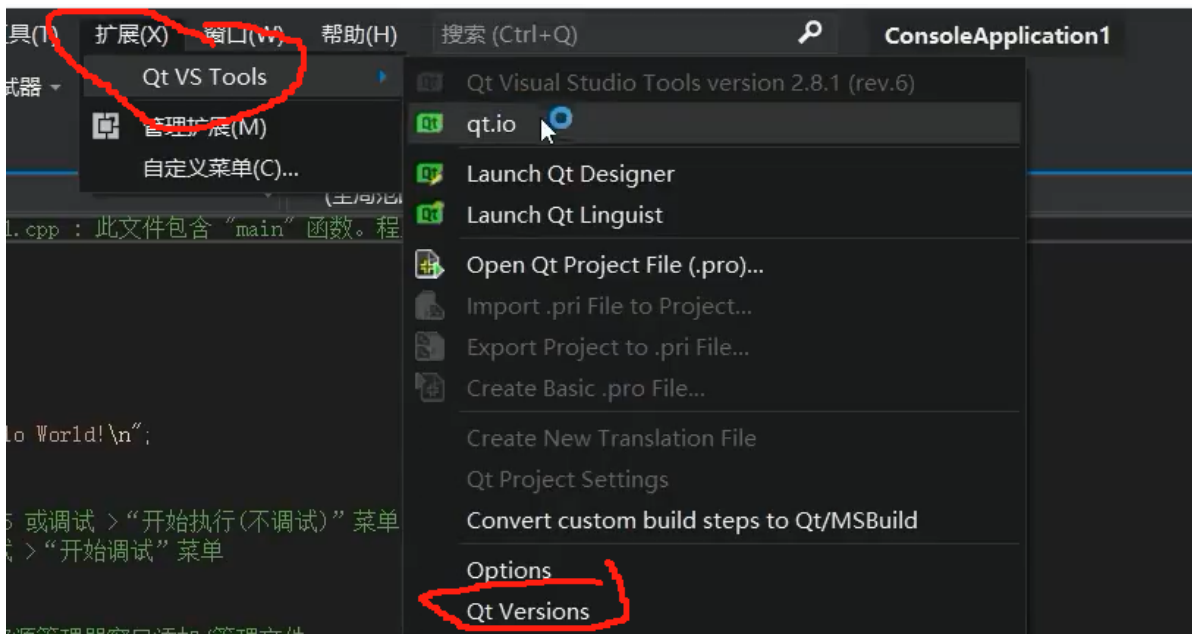 具(T) 扩展(X) 窗口(W) 帮助(H) 搜索 (Ctrl+Q) ConsoleApplication1
试器
Qt VS Tools
管理扩展(M)
自定义菜单(C)...
Qt Visual Studio Tools version 2.8.1 (rev.6)
qt.io
Launch Qt Designer
Launch Qt Linguist
Open Qt Project File (.pro)...
Import .pri File to Project...
Export Project to .pri File...
Create Basic .pro File...
Create New Translation File
Qt Project Settings
Convert custom build steps to Qt/MSBuild
Options
Qt Versions
(全局范
1.cpp : 此文件包含 "main" 函数。程
lo World!\n";
或调试 >“开始执行(不调试)”菜单
>“开始调试”菜单